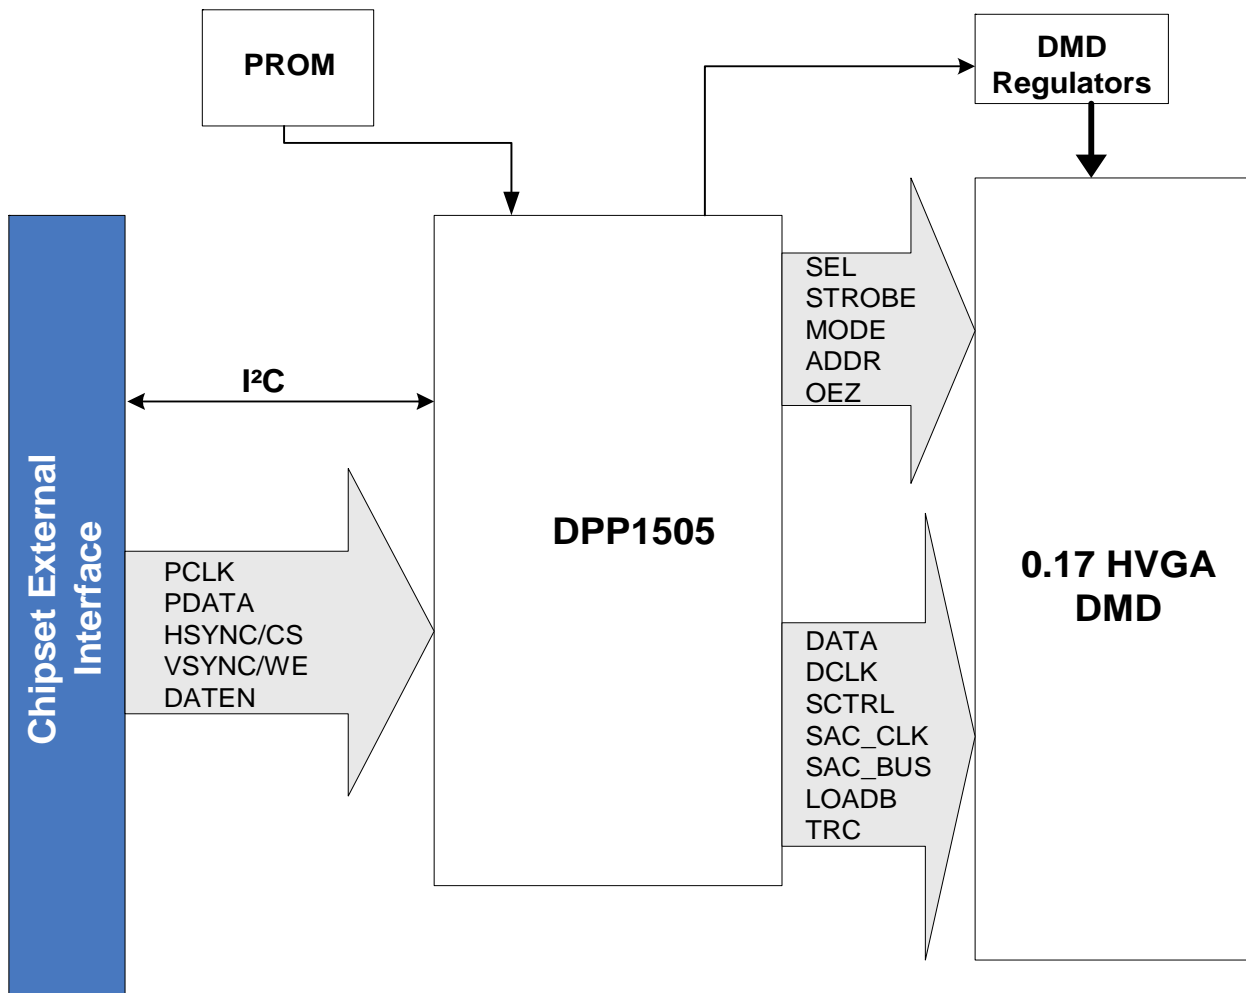 PROM
DMD
Regulators
I²C
Chipset External
Interface
PCLK
PDATA
HSYNC/CS
VSYNC/WE
DATEN
DPP1505
SEL
STROBE
MODE
ADDR
OEZ
DATA
DCLK
SCTRL
SAC_CLK
SAC_BUS
LOADB
TRC
0.17 HVGA
DMD